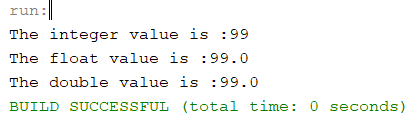 run:
The integer value is :99
The float value is :99.0
The double value is :99.0
BUILD SUCCESSFUL (total time: 0 seconds)